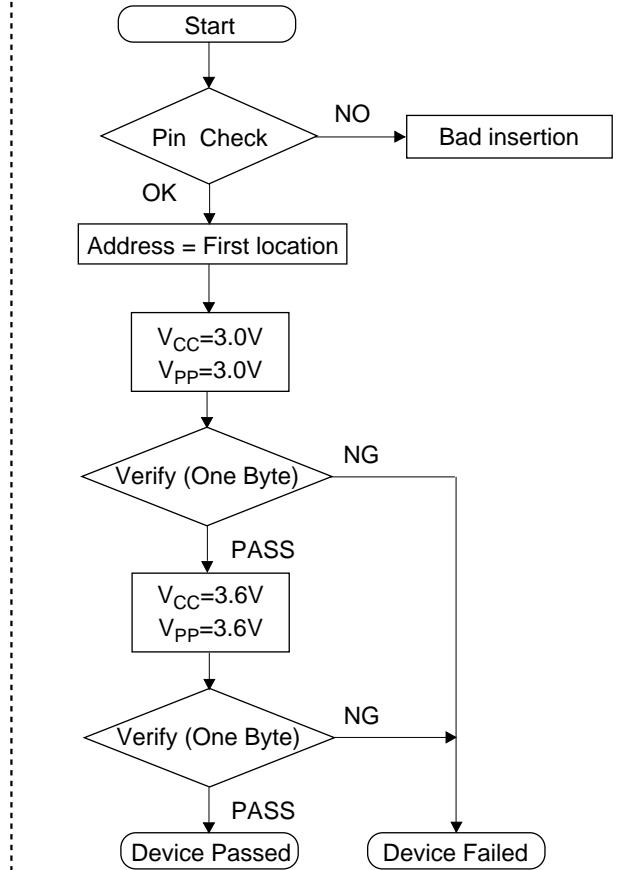 Start
Pin Check
NO
Bad insertion
OK
Address = First location
VCC=3.0V
VPP=3.0V
Verify (One Byte)
NG
PASS
VCC=3.6V
VPP=3.6V
Verify (One Byte)
NG
PASS
Device Passed
Device Failed